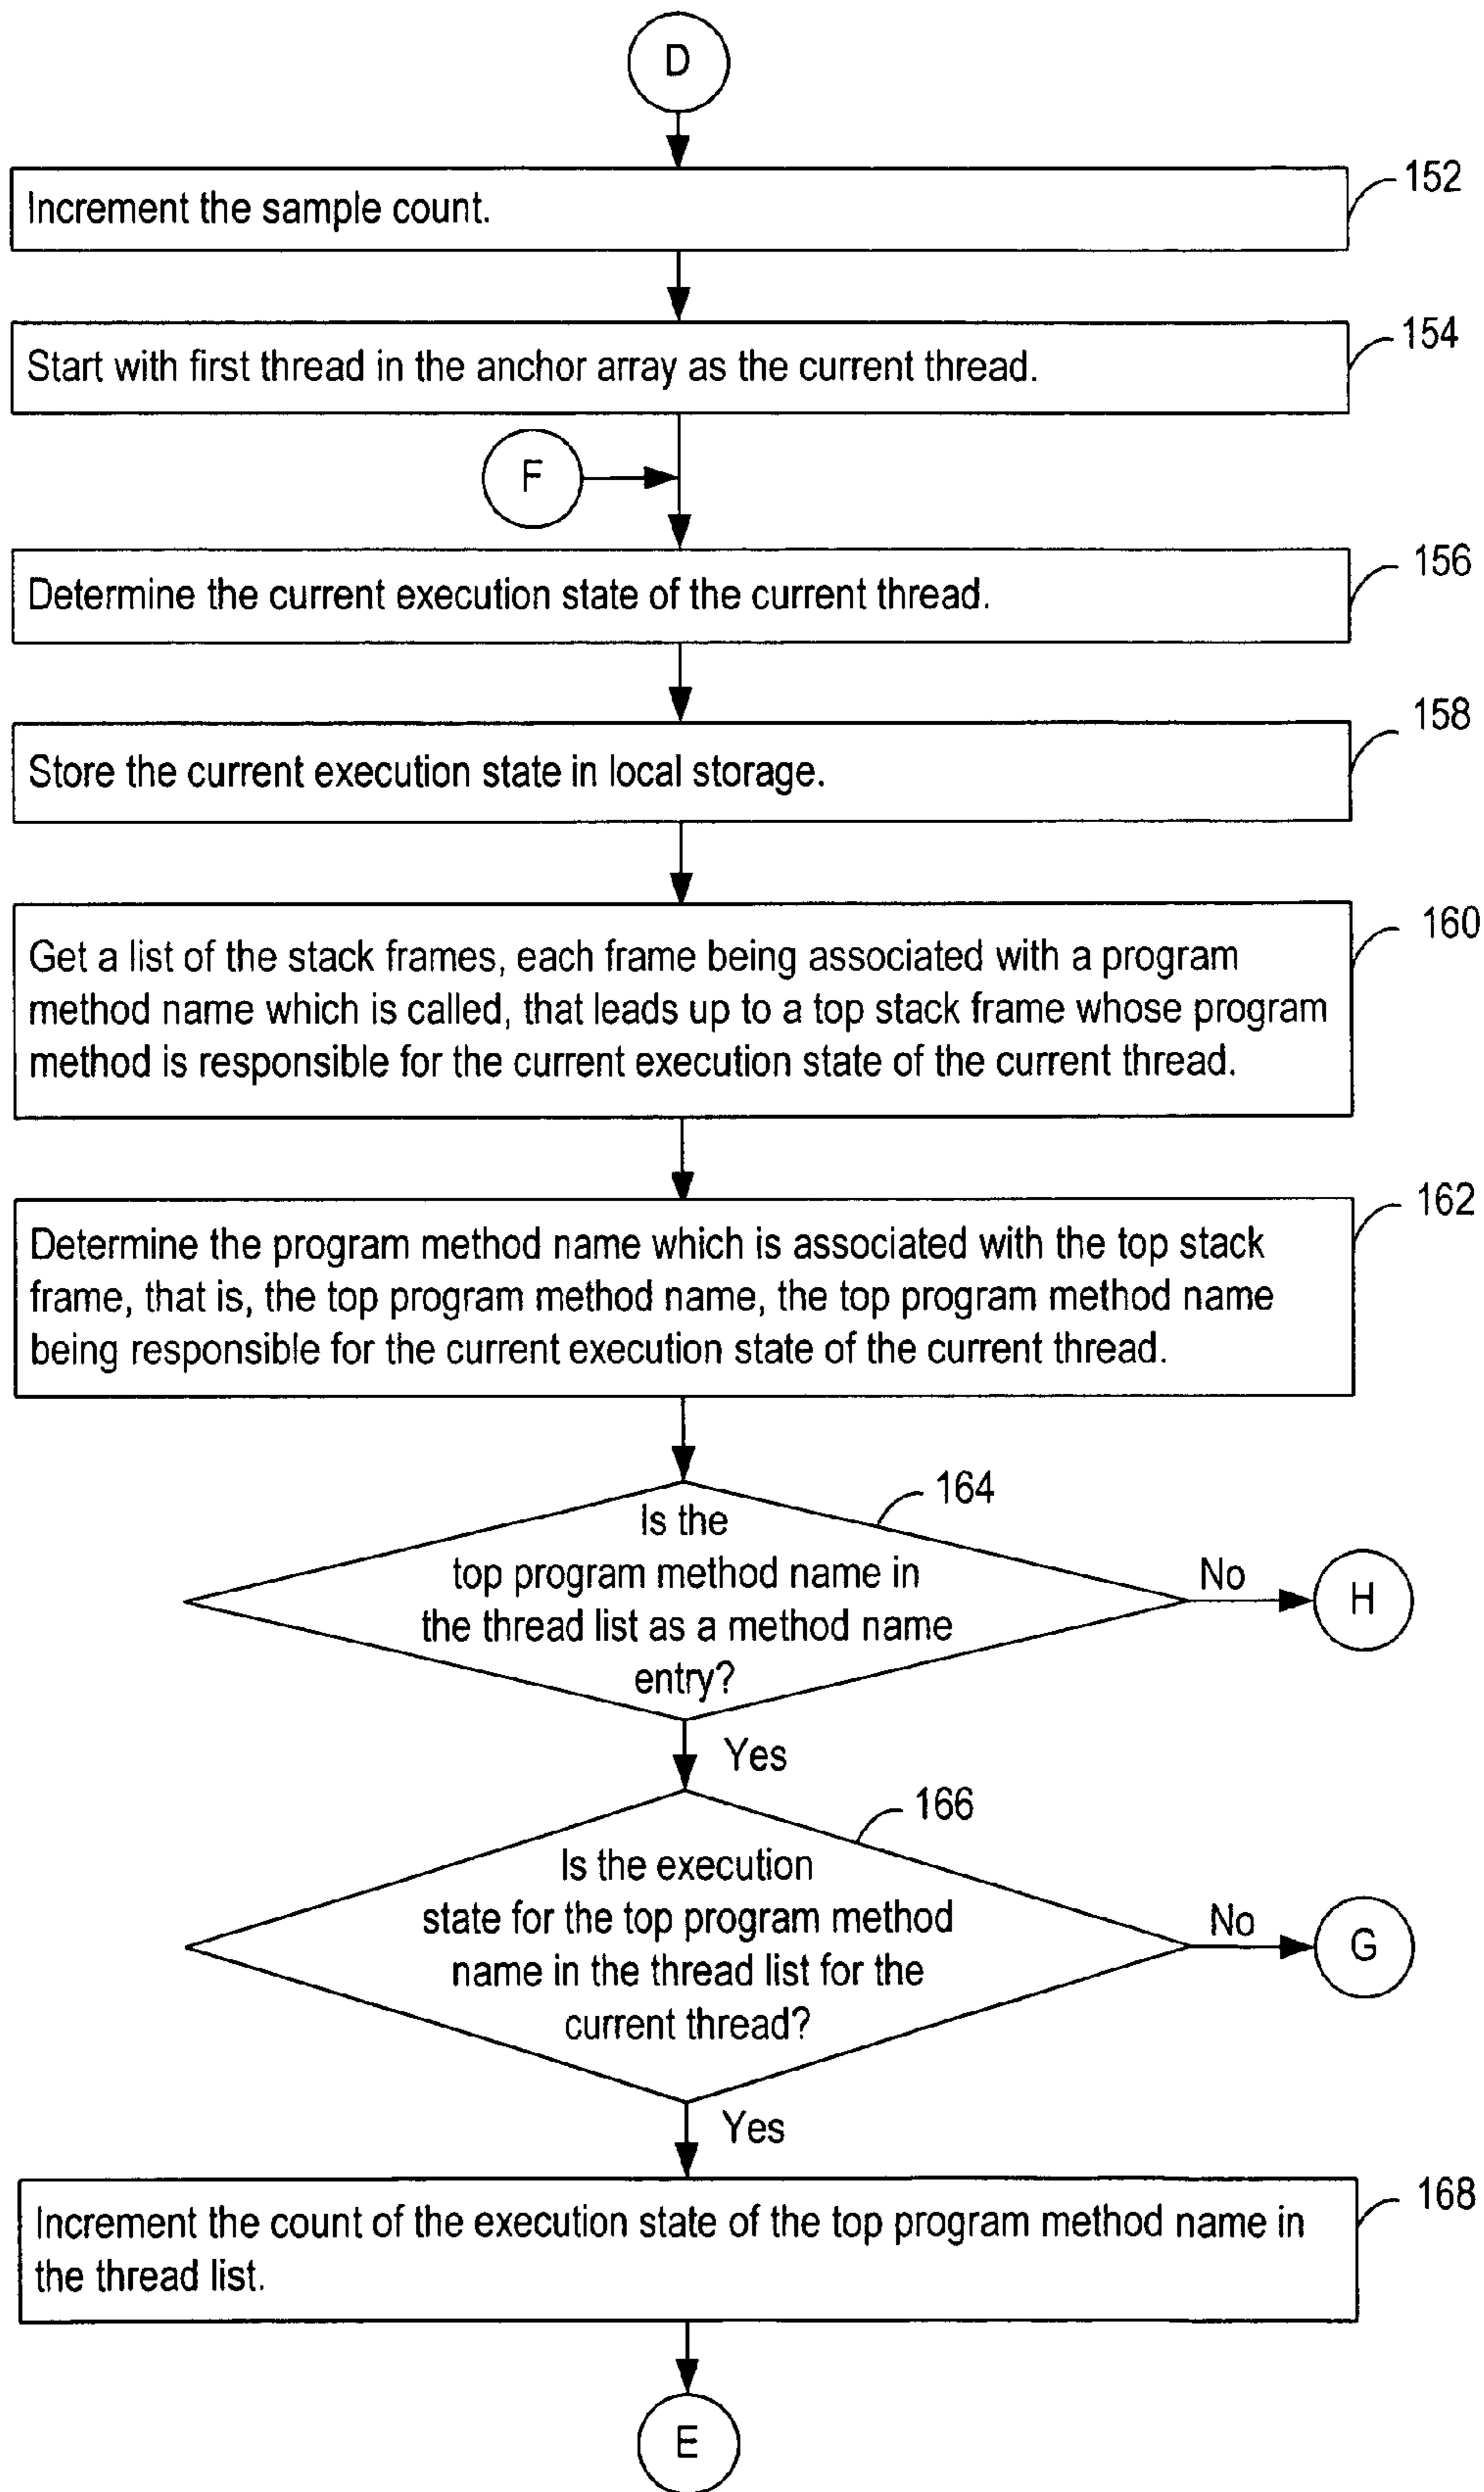 D
152
Increment the sample count.
154
Start with first thread in the anchor array as the current thread.
F
156
Determine the current execution state of the current thread.
158
Store the current execution state in local storage.
160
Get a list of the stack frames, each frame being associated with a program
method name which is called, that leads up to a top stack frame whose program
method is responsible for the current execution state of the current thread.
162
Determine the program method name which is associated with the top stack
frame, that is, the top program method name, the top program method name
being responsible for the current execution state of the current thread.
164
Is the
top program method name in
the thread list as a method name
entry?
No
H
Yes
166
Is the execution
state for the top program method
name in the thread list for the
current thread?
No
G
Yes
168
Increment the count of the execution state of the top program method name in
the thread list.
E